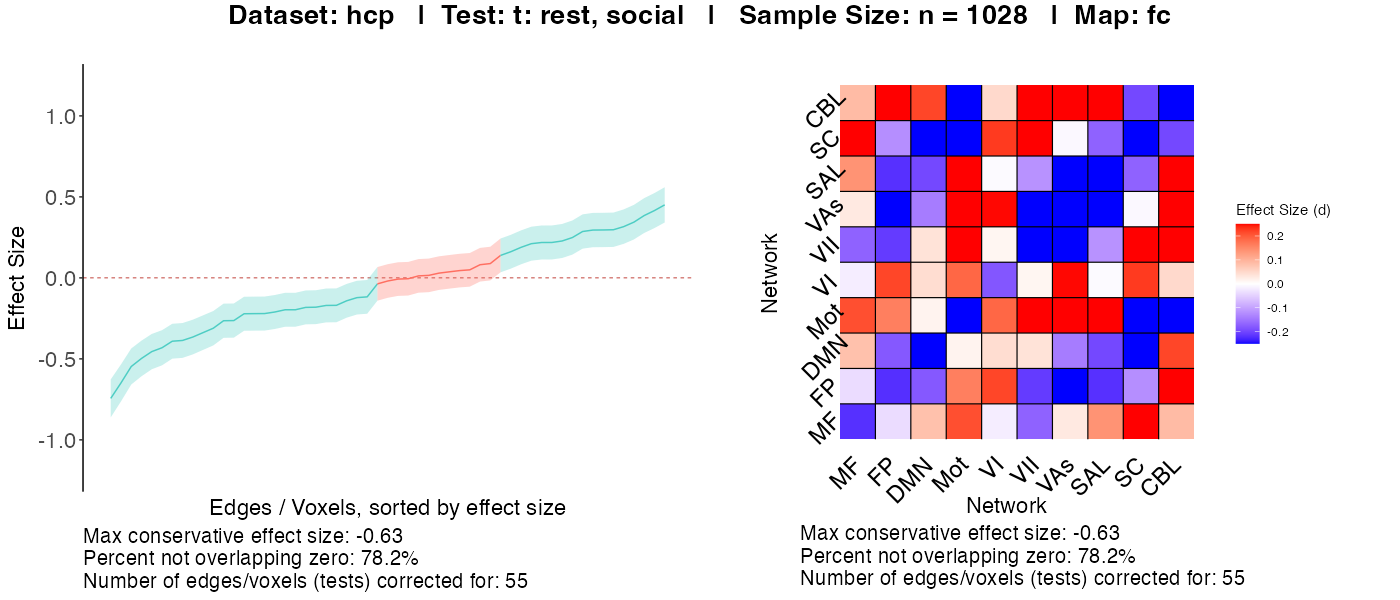 Dataset: hcp | Test: t: rest, social | Sample Size: n = 1028 | Map: fc
Effect Size
1.0
0.5
0.0
-0.5
-1.0
Edges / Voxels, sorted by effect size
Max conservative effect size: -0.63
Percent not overlapping zero: 78.2%
Number of edges/voxels (tests) corrected for: 55
Network
CBL
SC
SAL
VAs
VII
VI
Mot
DMN
FP
MF
MF FP DMN Mot VI VII VAs SAL SC CBL
Network
Effect Size (d)
0.2
0.1
0.0
-0.1
-0.2
Max conservative effect size: -0.63
Percent not overlapping zero: 78.2%
Number of edges/voxels (tests) corrected for: 55